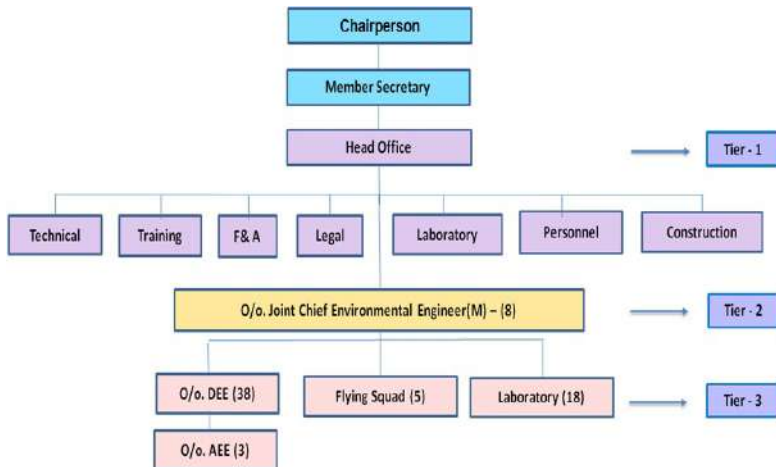 Chairperson
Member Secretary
Head Office
Tier - 1
Technical
Training
F& A
Legal
Laboratory
Personnel
Construction
O/o. Joint Chief Environmental Engineer(M) – (8)
Tier - 2
O/o. DEE (38)
Flying Squad (5)
Laboratory (18)
Tier - 3
O/o. AEE (3)